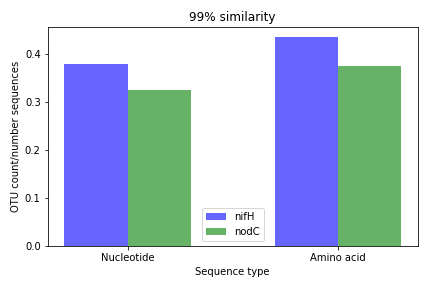 99% similarity
OTU count/number sequences
0.4
0.3
0.2
0.1
0.0
nifH
nodC
Nucleotide
Amino acid
Sequence type